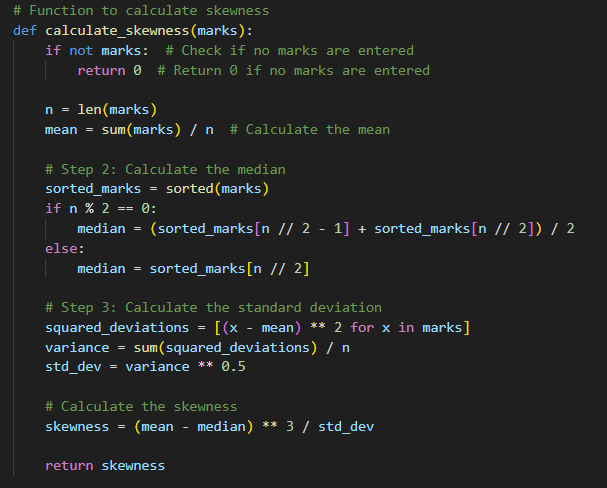 # Function to calculate skewness
def calculate_skewness(marks):
    if not marks:  # Check if no marks are entered
        return 0  # Return 0 if no marks are entered

    n = len(marks)
    mean = sum(marks) / n  # Calculate the mean

    # Step 2: Calculate the median
    sorted_marks = sorted(marks)
    if n % 2 == 0:
        median = (sorted_marks[n // 2 - 1] + sorted_marks[n // 2]) / 2
    else:
        median = sorted_marks[n // 2]

    # Step 3: Calculate the standard deviation
    squared_deviations = [(x - mean) ** 2 for x in marks]
    variance = sum(squared_deviations) / n
    std_dev = variance ** 0.5

    # Calculate the skewness
    skewness = (mean - median) ** 3 / std_dev

    return skewness